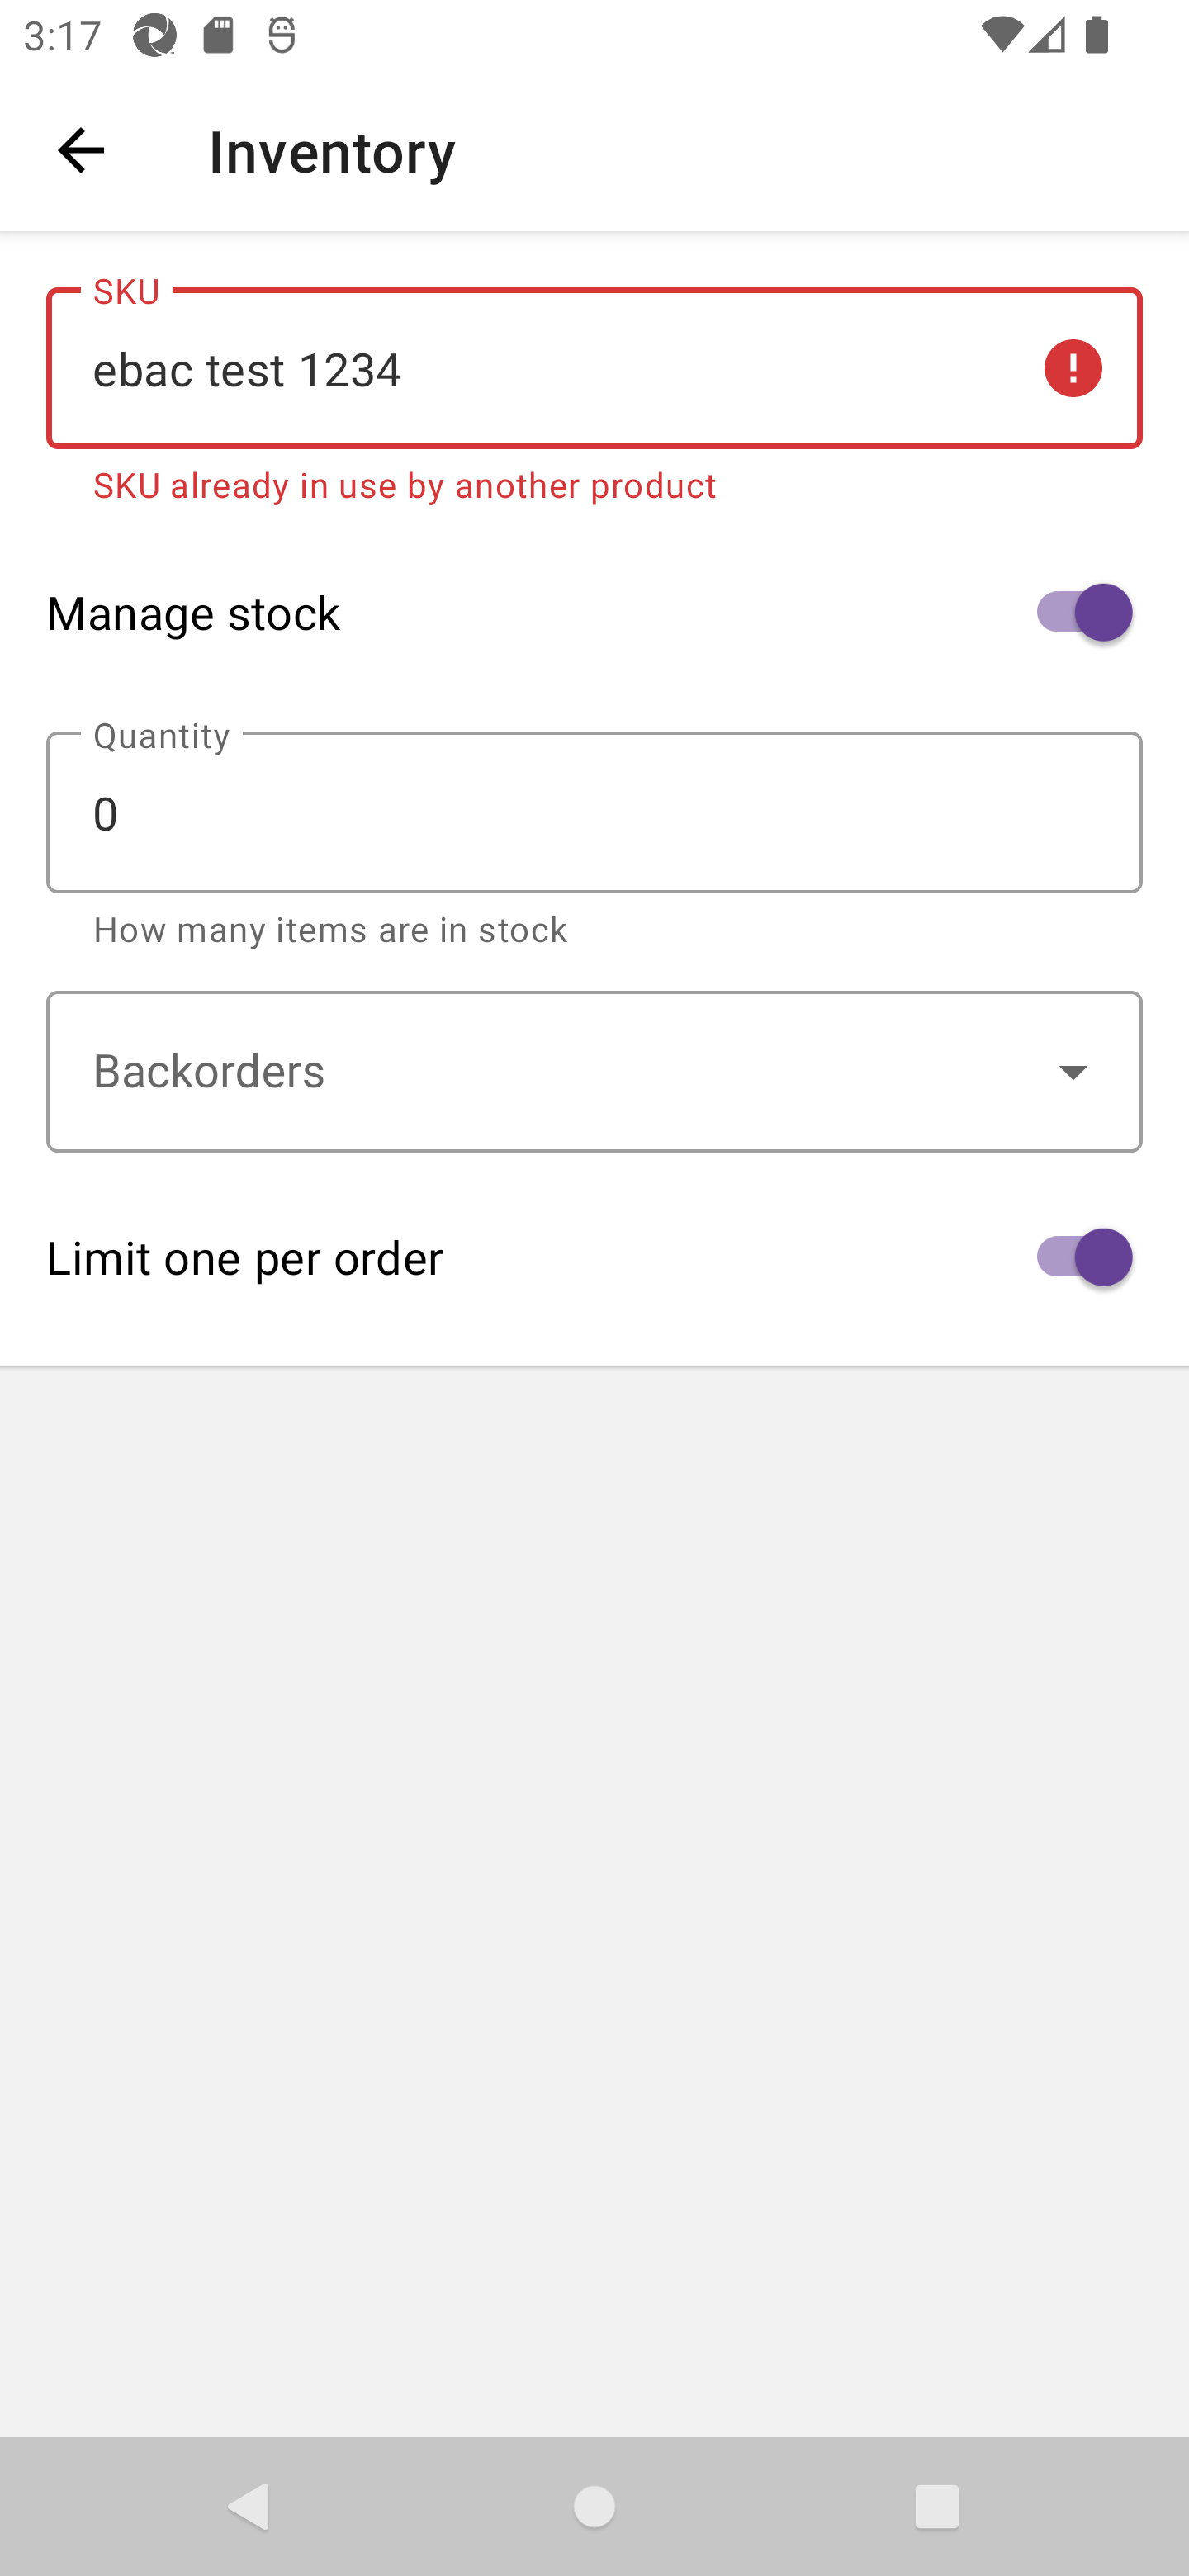 3:17
Inventory
SKU
ebac test 1234
SKU already in use by another product
Manage stock
Quantity
0
How many items are in stock
Backorders
Limit one per order